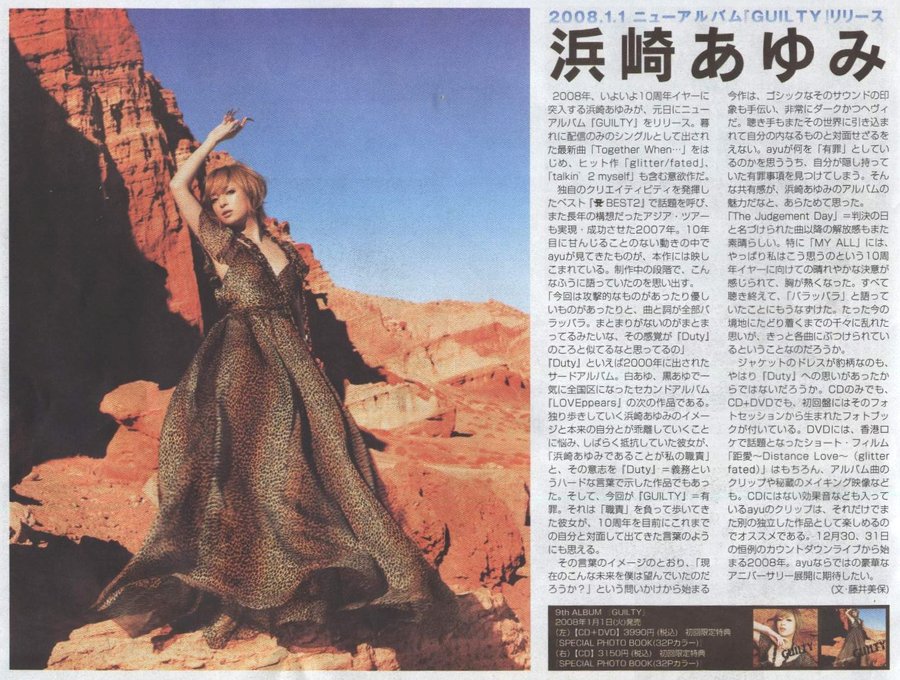 2008.1.1 ニューアルバム『GUILTY』リリース
浜崎あゆみ
2008年、いよいよ10周年イヤーに
突入する浜崎あゆみが、元日にニュー
アルバム『GUILTY』をリリース。暮
れに配信のみのシングルとして出され
た最新曲「Together When…」をは
じめ、ヒット作「glitter/fated」、
「talkin' 2 myself」も含む意欲作だ。
独自のクリエイティビティを発揮し
たベスト『 BEST2』で話題を呼び、
また長年の構想だったアジア・ツアー
も実現・成功させた2007年。10年
目に甘んじることのない動きの中で
ayuが見てきたものが、本作には映し
こまれている。制作中の段階で、こん
なふうに語っていたのを思い出す。
「今回は攻撃的なものがあったり優し
いものがあったりと、曲と詞が全部バ
ラッバラ。まとまりがないのがまとま
ってるみたいな、その感覚が『Duty』
のころと似てるなと思ってるの」
『Duty』といえば2000年に出された
サードアルバム。白あゆ、黒あゆで一
気に全国区になったセカンドアルバム
『LOVEppears』の次の作品である。
独り歩きしていく浜崎あゆみのイメー
ジと本来の自分とが乖離していくこと
に悩み、しばらく抵抗していた彼女が、
「浜崎あゆみであることが私の職責」
と、その意志を『Duty』=義務とい
うハードな言葉で示した作品でもあっ
た。そして、今回が『GUILTY』=有
罪。それは「職責」を負って歩いてき
た彼女が、10周年を目前にこれまで
の自分と対面して出てきた言葉のよう
にも思える。
その言葉のイメージのとおり、「現
在のこんな未来を僕は望んでいたのだ
ろうか?」という問いかけから始まる
今作は、ゴシックなそのサウンドの印
象も手伝い、非常にダークかつヘヴィ
だ。聴き手もまたその世界に引き込ま
れて自分の内なるものと対面せざるを
えない。ayuが何を「有罪」としてい
るのかを思ううち、自分が隠し持って
いた有罪事項を見つけてしまう。そん
な共有感が、浜崎あゆみのアルバムの
魅力だなと、あらためて思った。
「The Judgement Day」=判決の日
と名づけられた曲以降の解放感もまた
素晴らしい。特に「MY ALL」には、
やっぱり私はこう思うのという10周
年イヤーに向けての晴れやかな決意が
感じられて、胸が熱くなった。すべて
聴き終えて、「バラッバラ」と語って
いたことにもうなずけた。たった今の
境地にたどり着くまでの千々に乱れた
思いが、きっと各曲にぶつけられてい
るということなのだろうか。
ジャケットのドレスが豹柄なのも、
やはり『Duty』への思いがあったか
らではないだろうか。CDのみでも、
CD+DVDでも、初回盤にはそのフォ
トセッションから生まれたフォトブッ
クが付いている。DVDには、香港ロ
ケで話題となったショート・フィルム
「距愛〜Distance Love〜(glitter
fated)」はもちろん、アルバム曲の
クリップや秘蔵のメイキング映像など
も。CDにはない効果音なども入って
いるayuのクリップは、それだけでま
た別の独立した作品として楽しめるの
でオススメである。12月30、31日
の恒例のカウントダウンライブから始
まる2008年。ayuならではの豪華な
アニバーサリー展開に期待したい。
(文・藤井美保)
9th ALBUM 『GUILTY』
2008年1月1日(火)発売
(左)【CD+DVD】3990円(税込) 初回限定特典
「SPECIAL PHOTO BOOK(32Pカラー)
(右)【CD】3150円(税込) 初回限定特典
「SPECIAL PHOTO BOOK(32Pカラー)
GUILTY
GUILTY